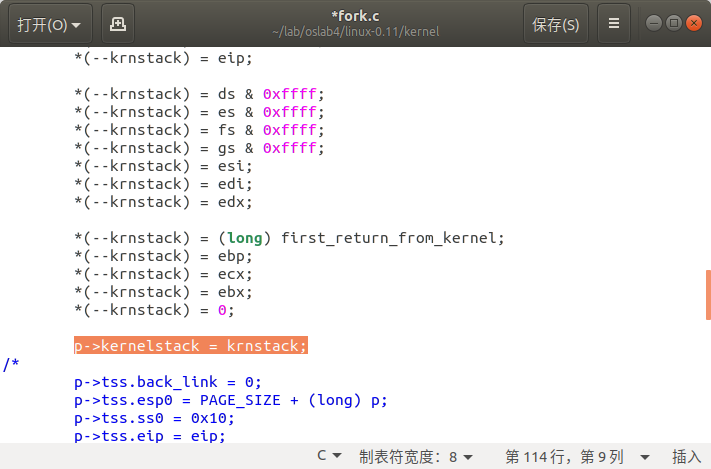 打开(O)
*fork.c
~/lab/oslab4/linux-0.11/kernel
保存(S)
*(--krnstack) = eip;
*(--krnstack) = ds & 0xffff;
*(--krnstack) = es & 0xffff;
*(--krnstack) = fs & 0xffff;
*(--krnstack) = gs & 0xffff;
*(--krnstack) = esi;
*(--krnstack) = edi;
*(--krnstack) = edx;
*(--krnstack) = (long) first_return_from_kernel;
*(--krnstack) = ebp;
*(--krnstack) = ecx;
*(--krnstack) = ebx;
*(--krnstack) = 0;
p->kernelstack = krnstack;
/*
p->tss.back_link = 0;
p->tss.esp0 = PAGE_SIZE + (long) p;
p->tss.ss0 = 0x10;
p->tss.eip = eip;
C 制表符宽度：8 第 114 行，第 9 列 插入